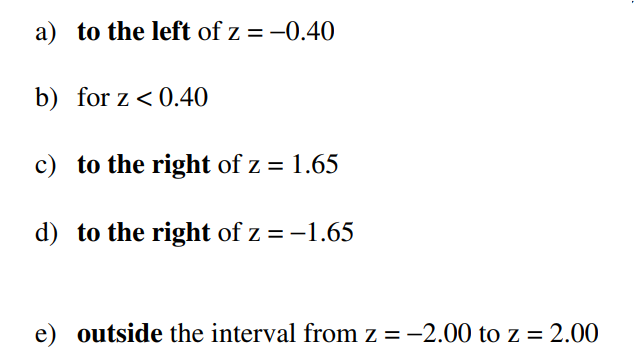 a) to the left of z = −0.40
b) for z < 0.40
c) to the right of z = 1.65
d) to the right of z = −1.65
e) outside the interval from z = −2.00 to z = 2.00